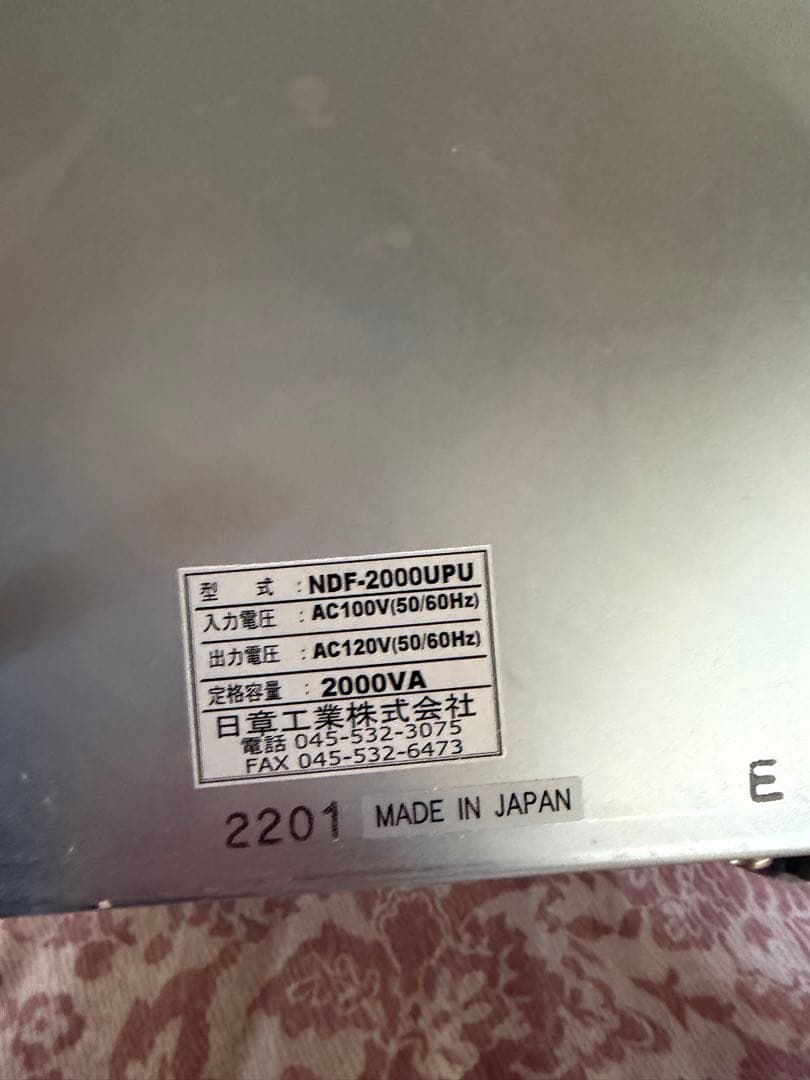 型 式 : NDF-2000UPU
入力電圧 : AC100V(50/60Hz)
出力電圧 : AC120V(50/60Hz)
定格容量 : 2000VA
日章工業株式会社
電話 045-532-3075
FAX 045-532-6473
2201 MADE IN JAPAN
E